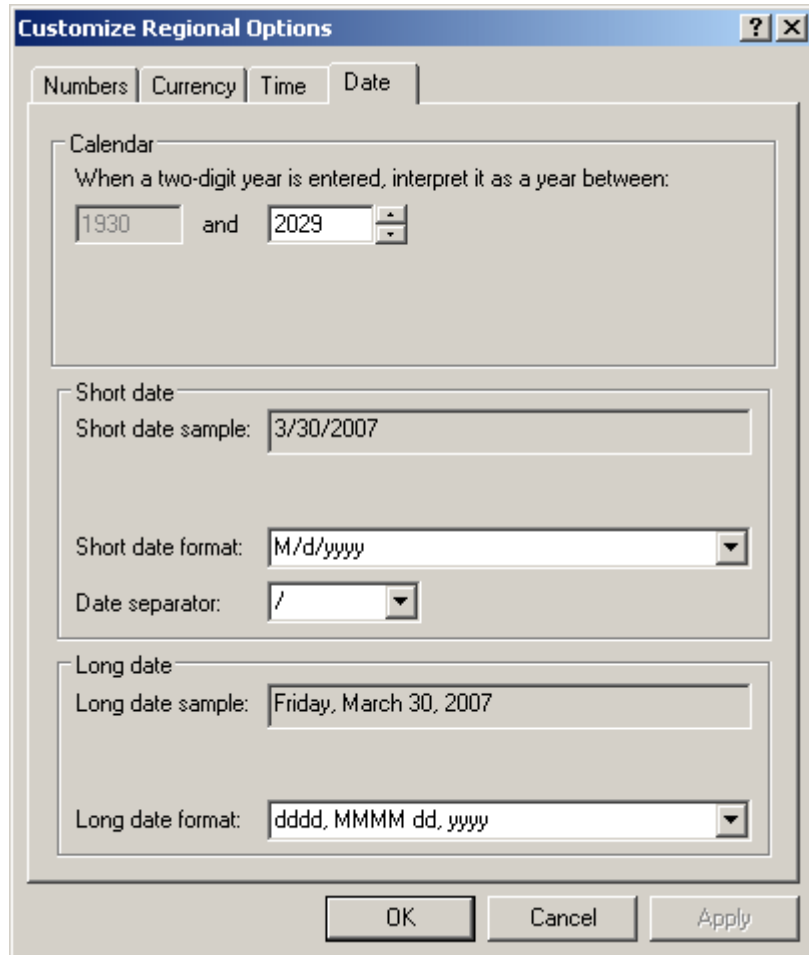 Customize Regional Options
Numbers Currency Time Date
Calendar
When a two-digit year is entered, interpret it as a year between:
1930 and 2029
Short date
Short date sample: 3/30/2007
Short date format: M/d/yyyy
Date separator: /
Long date
Long date sample: Friday, March 30, 2007
Long date format: dddd, MMMM dd, yyyy
OK Cancel Apply